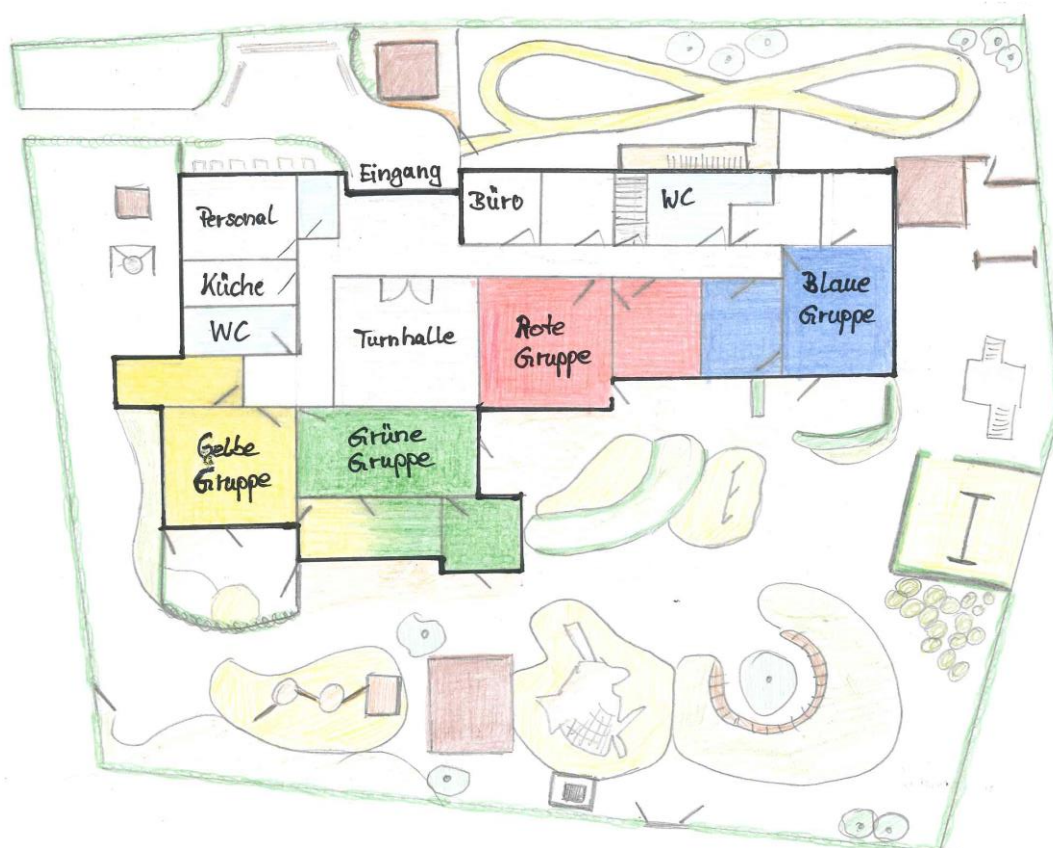 Eingang
Personal
Büro
WC
Küche
WC
Turnhalle
Rote
Gruppe
Blaue
Gruppe
Gelbe
Gruppe
Grüne
Gruppe